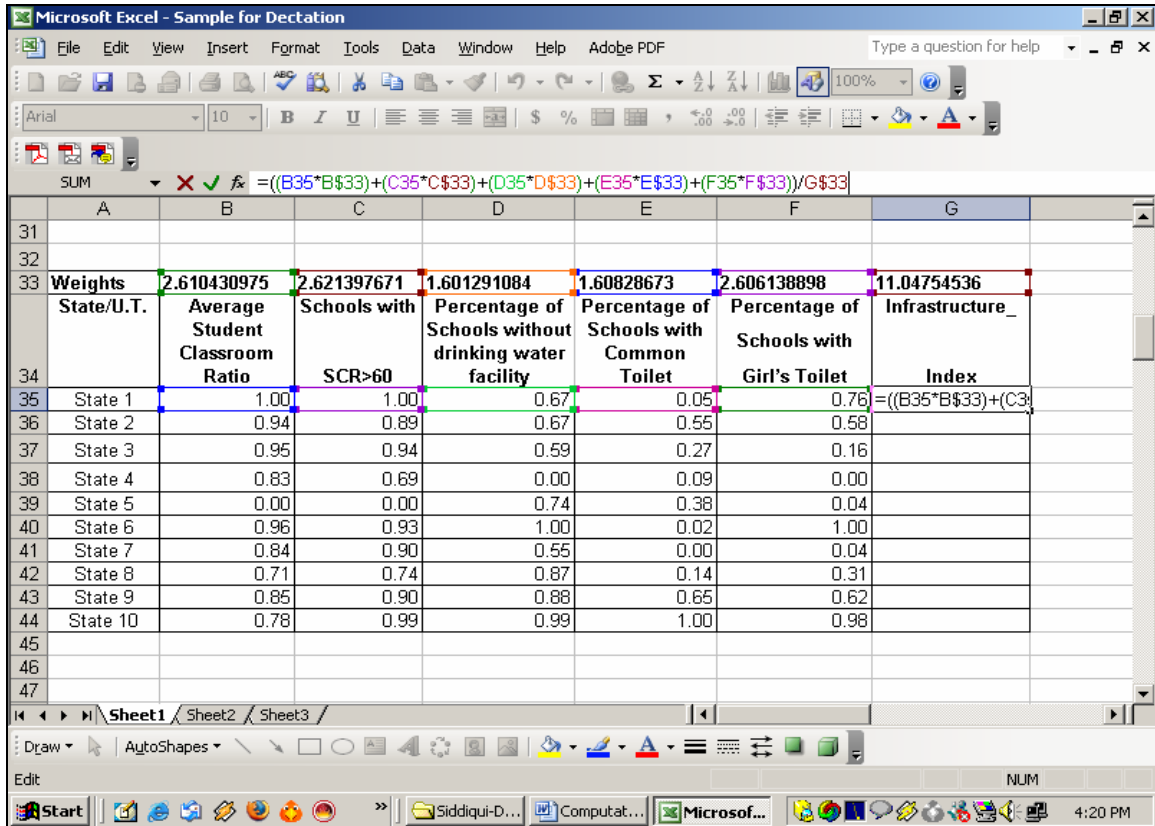 Microsoft Excel - Sample for Dectation
File Edit View Insert Format Tools Data Window Help Adobe PDF Type a question for help
100%
Arial 10 B I U $ % ,
SUM fx =((B35*B$33)+(C35*C$33)+(D35*D$33)+(E35*E$33)+(F35*F$33))/G$33
A B C D E F G
31
32
33 Weights 2.610430975 2.621397671 1.601291084 1.60828673 2.606138898 11.04754536
34 State/U.T. Average Student Classroom Ratio Schools with SCR>60 Percentage of Schools without drinking water facility Percentage of Schools with Common Toilet Percentage of Schools with Girl's Toilet Infrastructure_ Index
35 State 1 1.00 1.00 0.67 0.05 0.76 =((B35*B$33)+(C35
36 State 2 0.94 0.89 0.67 0.55 0.58
37 State 3 0.95 0.94 0.59 0.27 0.16
38 State 4 0.83 0.69 0.00 0.09 0.00
39 State 5 0.00 0.00 0.74 0.38 0.04
40 State 6 0.96 0.93 1.00 0.02 1.00
41 State 7 0.84 0.90 0.55 0.00 0.04
42 State 8 0.71 0.74 0.87 0.14 0.31
43 State 9 0.85 0.90 0.88 0.65 0.62
44 State 10 0.78 0.99 0.99 1.00 0.98
45
46
47
Sheet1 Sheet2 Sheet3
Draw AutoShapes A
Edit NUM
Start » Siddiqui-D... Computat... Microsof... 4:20 PM